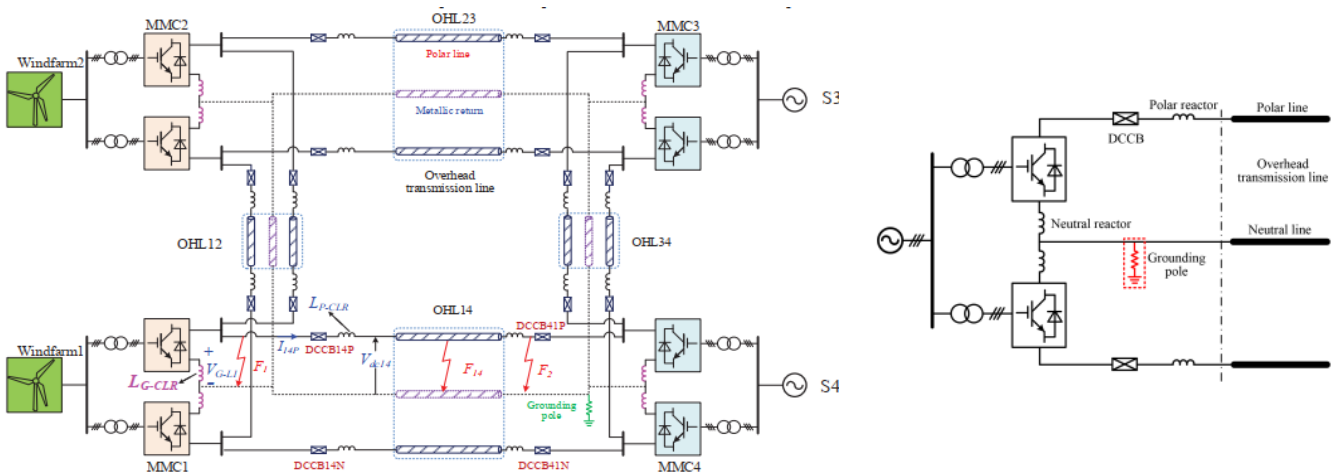 OHL23
MMC2
MMC3
Windfarm2
Polar line
Metallic return
S3
Overhead
transmission line
OHL12
OHL34
L_P-CLR
OHL14
DCCB41P
Windfarm1
I_14P
DCCB14P
+
V_G-L1
-
F_1
V_dc14
F_14
F_2
L_G-CLR
S4
Grounding
pole
MMC1
DCCB14N
DCCB41N
MMC4
Polar reactor
Polar line
DCCB
Overhead
transmission line
Neutral reactor
Neutral line
Grounding
pole